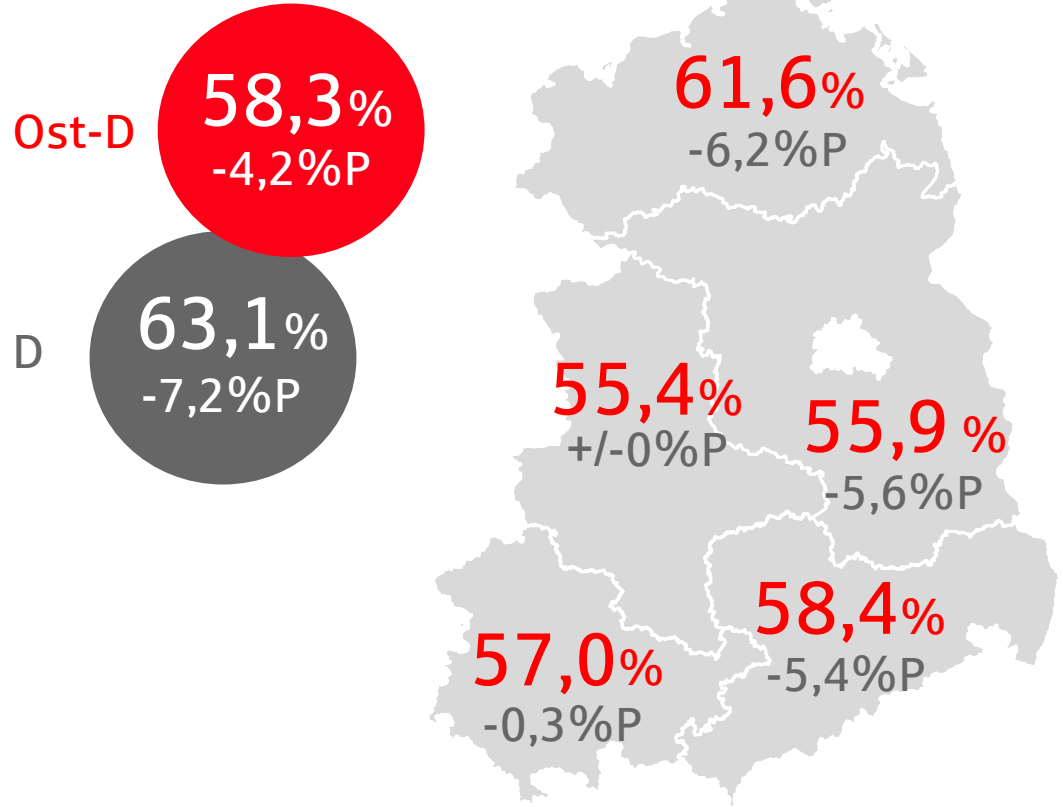 Ost-D
58,3%
-4,2%P
D
63,1%
-7,2%P
61,6%
-6,2%P
55,4%
+/-0%P
55,9 %
-5,6%P
58,4%
-5,4%P
57,0%
-0,3%P